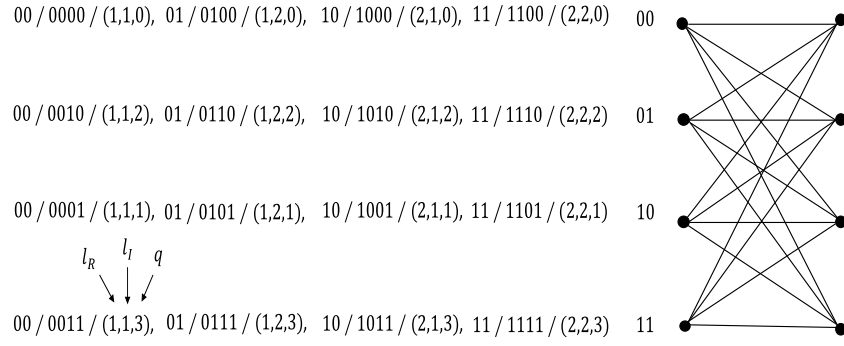 00 / 0000 / (1,1,0), 01 / 0100 / (1,2,0), 10 / 1000 / (2,1,0), 11 / 1100 / (2,2,0) 00
00 / 0010 / (1,1,2), 01 / 0110 / (1,2,2), 10 / 1010 / (2,1,2), 11 / 1110 / (2,2,2) 01
00 / 0001 / (1,1,1), 01 / 0101 / (1,2,1), 10 / 1001 / (2,1,1), 11 / 1101 / (2,2,1) 10
l_R l_I q
00 / 0011 / (1,1,3), 01 / 0111 / (1,2,3), 10 / 1011 / (2,1,3), 11 / 1111 / (2,2,3) 11